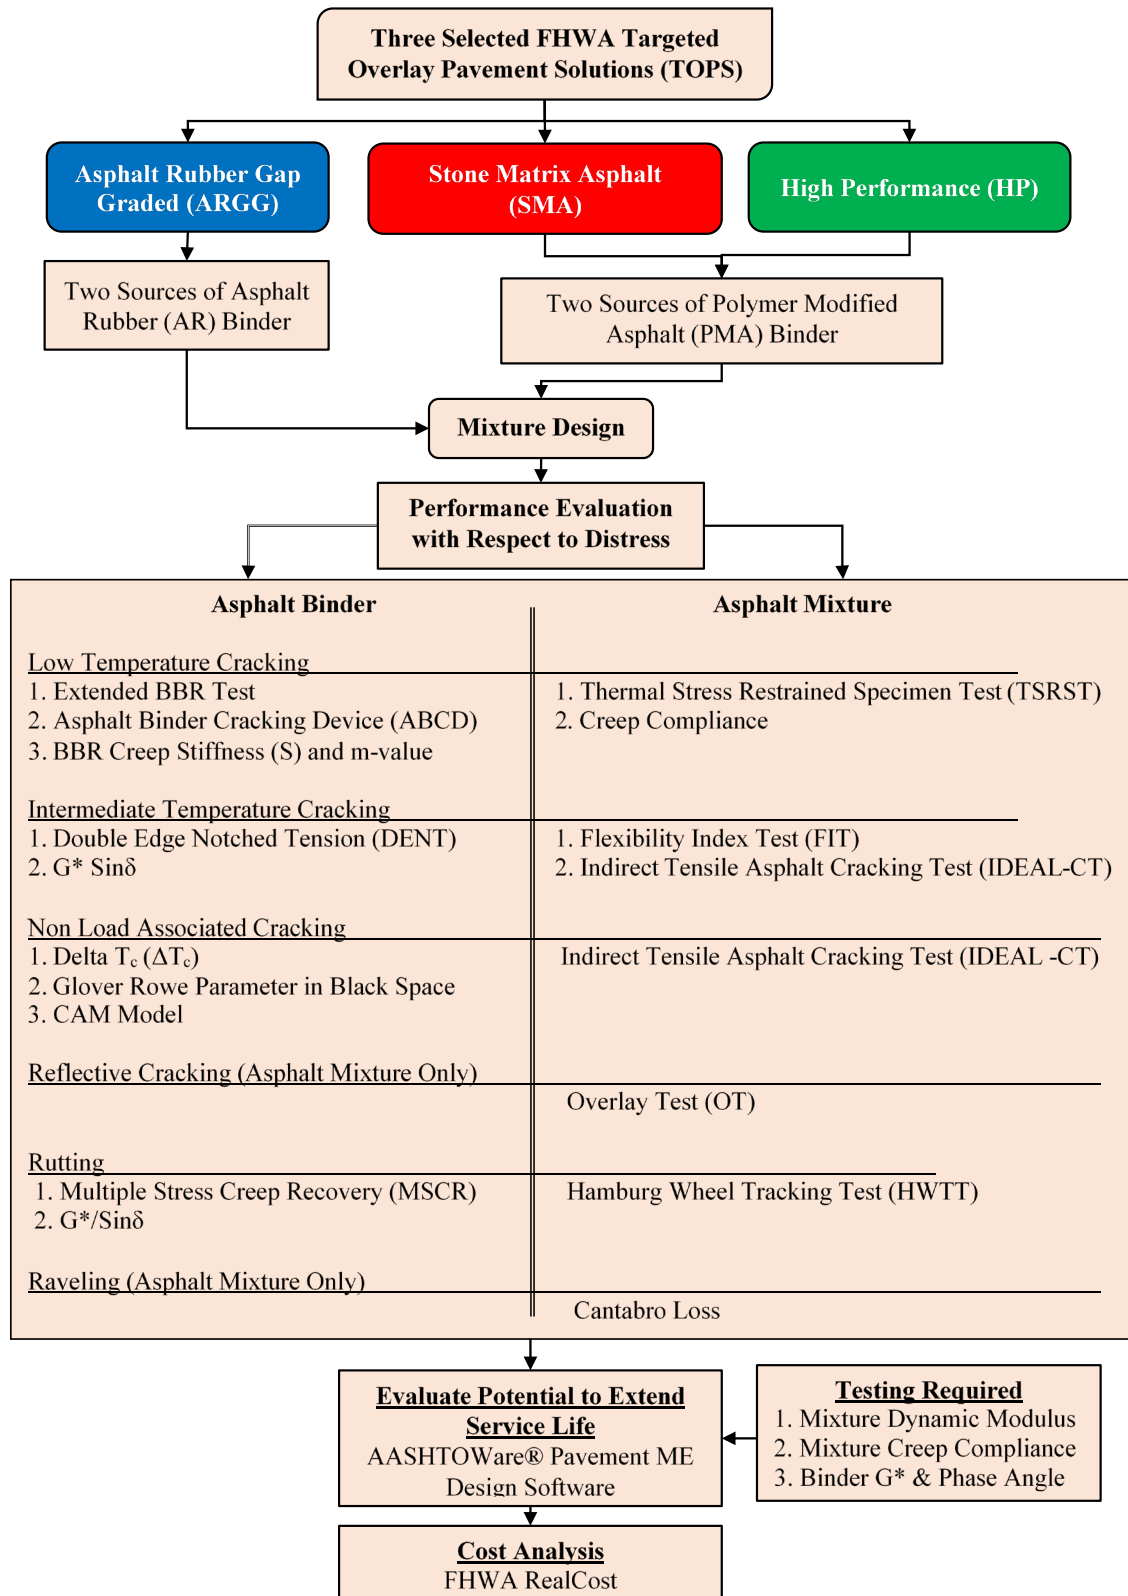 Three Selected FHWA Targeted
Overlay Pavement Solutions (TOPS)
Asphalt Rubber Gap
Graded (ARGG)
Stone Matrix Asphalt
(SMA)
High Performance (HP)
Two Sources of Asphalt
Rubber (AR) Binder
Two Sources of Polymer Modified
Asphalt (PMA) Binder
Mixture Design
Performance Evaluation
with Respect to Distress
Asphalt Binder
Asphalt Mixture
Low Temperature Cracking
1. Extended BBR Test
2. Asphalt Binder Cracking Device (ABCD)
3. BBR Creep Stiffness (S) and m-value
1. Thermal Stress Restrained Specimen Test (TSRST)
2. Creep Compliance
Intermediate Temperature Cracking
1. Double Edge Notched Tension (DENT)
2. G* Sinδ
1. Flexibility Index Test (FIT)
2. Indirect Tensile Asphalt Cracking Test (IDEAL-CT)
Non Load Associated Cracking
1. Delta Tc (ΔTc)
2. Glover Rowe Parameter in Black Space
3. CAM Model
Indirect Tensile Asphalt Cracking Test (IDEAL -CT)
Reflective Cracking (Asphalt Mixture Only)
Overlay Test (OT)
Rutting
1. Multiple Stress Creep Recovery (MSCR)
2. G*/Sinδ
Hamburg Wheel Tracking Test (HWTT)
Raveling (Asphalt Mixture Only)
Cantabro Loss
Evaluate Potential to Extend
Service Life
AASHTOWare® Pavement ME
Design Software
Testing Required
1. Mixture Dynamic Modulus
2. Mixture Creep Compliance
3. Binder G* & Phase Angle
Cost Analysis
FHWA RealCost